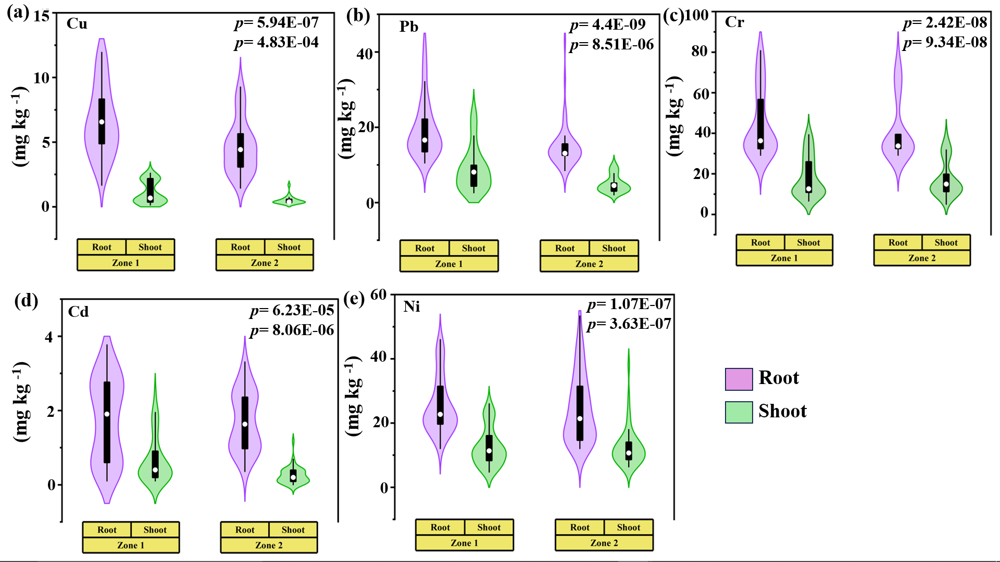 (a)
Cu
p= 5.94E-07
p= 4.83E-04
15
10
5
0
(mg kg -1)
Root Shoot Root Shoot
Zone 1 Zone 2
(b)
Pb
p= 4.4E-09
p= 8.51E-06
40
20
0
(mg kg -1)
Root Shoot Root Shoot
Zone 1 Zone 2
(c)
Cr
p= 2.42E-08
p= 9.34E-08
100
80
60
40
20
0
(mg kg -1)
Root Shoot Root Shoot
Zone 1 Zone 2
(d)
Cd
p= 6.23E-05
p= 8.06E-06
4
2
0
(mg kg -1)
Root Shoot Root Shoot
Zone 1 Zone 2
(e)
Ni
p= 1.07E-07
p= 3.63E-07
60
40
20
0
(mg kg -1)
Root Shoot Root Shoot
Zone 1 Zone 2
Root
Shoot